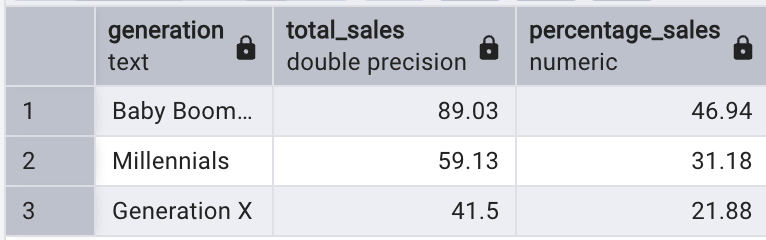 generation total_sales percentage_sales
text double precision numeric
1 Baby Boom... 89.03 46.94
2 Millennials 59.13 31.18
3 Generation X 41.5 21.88